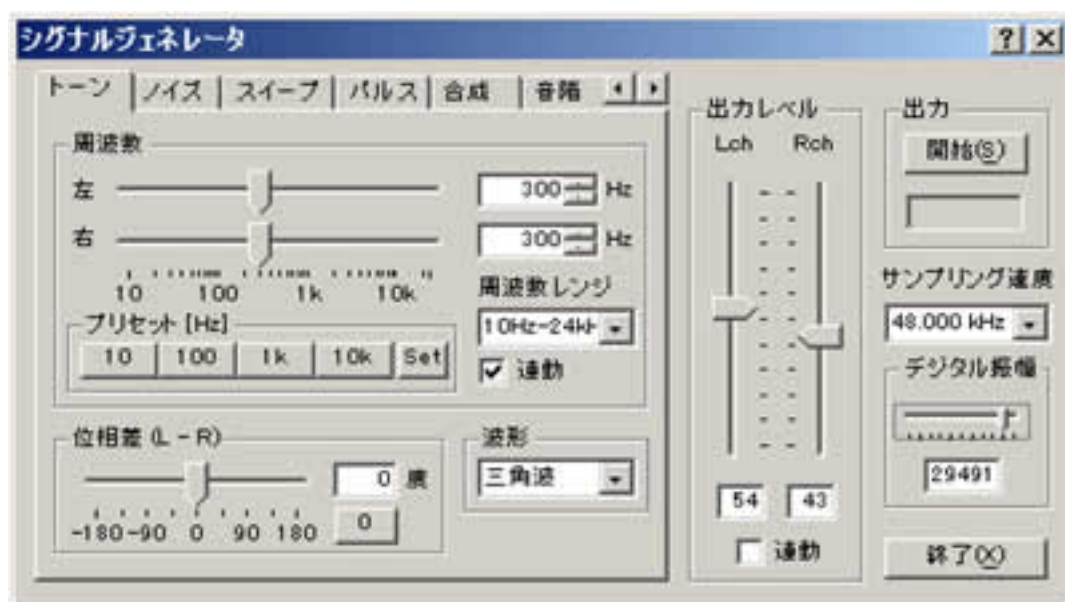 シグナルジェネレータ
トーン ノイズ スイープ パルス 合成 音階
周波数
左 300 Hz
右 300 Hz
10 100 1k 10k
周波数レンジ
10Hz-24kH
プリセット [Hz]
10 100 1k 10k Set
連動
位相差 (L - R)
0 度
-180 -90 0 90 180
0
波形
三角波
出力レベル
Lch Rch
54 43
連動
出力
開始(S)
サンプリング速度
48.000 kHz
デジタル振幅
29491
終了(X)